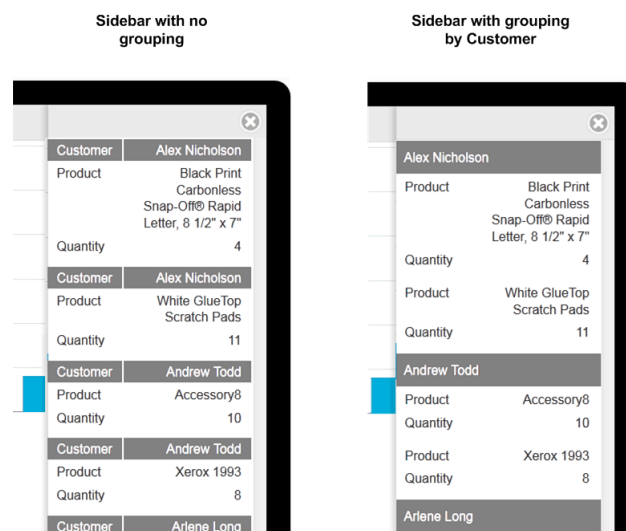 Sidebar with no
grouping
Customer Alex Nicholson
Product Black Print
Carbonless
Snap-Off® Rapid
Letter, 8 1/2" x 7"
Quantity 4
Customer Alex Nicholson
Product White GlueTop
Scratch Pads
Quantity 11
Customer Andrew Todd
Product Accessory8
Quantity 10
Customer Andrew Todd
Product Xerox 1993
Quantity 8
Customer Arlene Long
Sidebar with grouping
by Customer
Alex Nicholson
Product Black Print
Carbonless
Snap-Off® Rapid
Letter, 8 1/2" x 7"
Quantity 4
Product White GlueTop
Scratch Pads
Quantity 11
Andrew Todd
Product Accessory8
Quantity 10
Product Xerox 1993
Quantity 8
Arlene Long